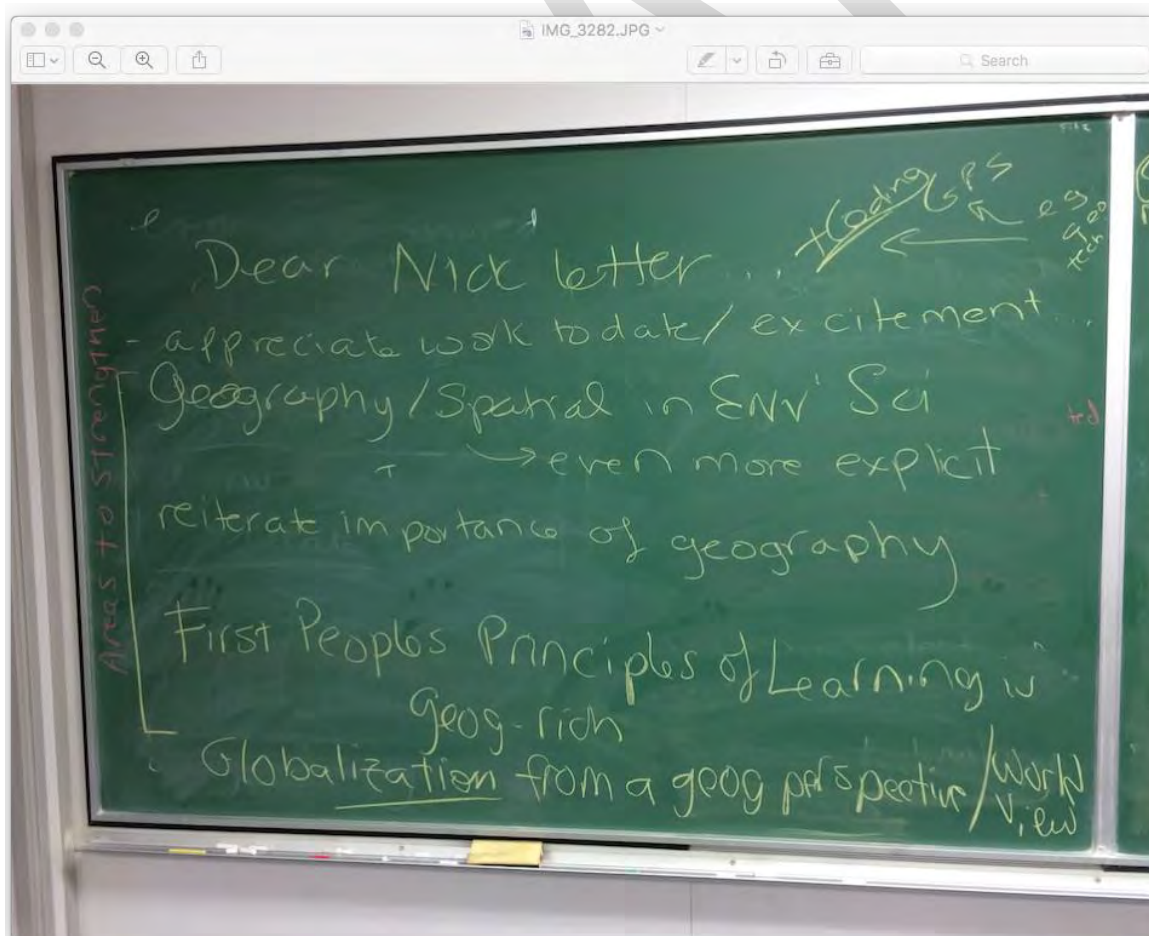 IMG_3282.JPG
Search
+Coding GPS
eg
geo
tech
Dear Nick letter...
- appreciate work to date/ excitement...
Geography/Spatial in ENV Sci
→ even more explicit
reiterate importance of geography
First Peoples Principles of Learning is
geog-rich
Globalization from a geog perspective/World
View
Areas to strengthen